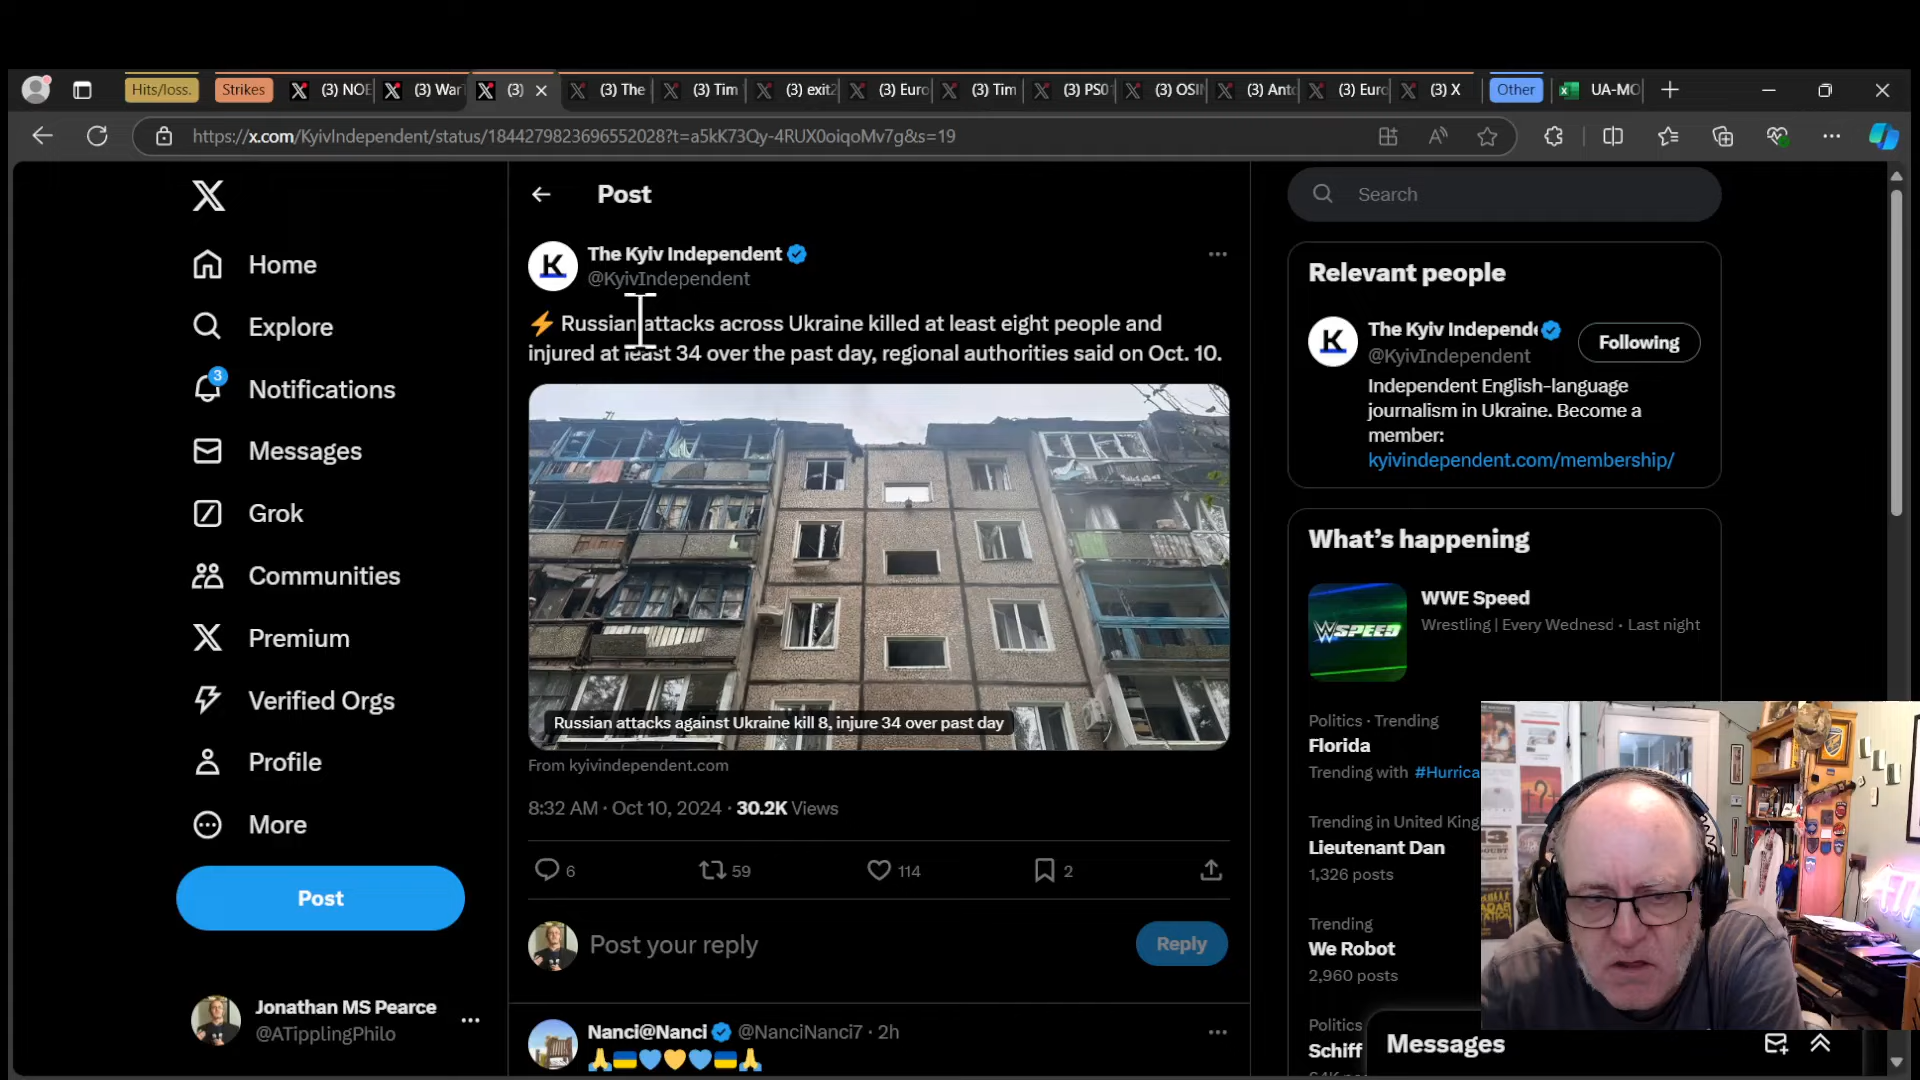 Hits/loss.
Strikes
(3) NOE
(3) War
(3)
(3) The
(3) Tim
(3) exit
(3) Euro
(3) Tim
(3) PS0
(3) OSI
(3) Anto
(3) Euro
(3) X
Other
UA-MO
https://x.com/KyivIndependent/status/1844279823696552028?t=a5kK73Qy-4RUX0oiqoMv7g&s=19
Home
Explore
3
Notifications
Messages
Grok
Communities
Premium
Verified Orgs
Profile
More
Post
Jonathan MS Pearce
@ATipplingPhilo
Post
K
The Kyiv Independent
@KyivIndependent
⚡ Russian attacks across Ukraine killed at least eight people and
injured at least 34 over the past day, regional authorities said on Oct. 10.
Russian attacks against Ukraine kill 8, injure 34 over past day
From kyivindependent.com
8:32 AM · Oct 10, 2024 · 30.2K Views
6
59
114
2
Post your reply
Reply
Nanci@Nanci @NanciNanci7 · 2h
🙏🇺🇦💙💛💙🇺🇦🙏
Search
Relevant people
K
The Kyiv Independe
@KyivIndependent
Following
Independent English-language
journalism in Ukraine. Become a
member:
kyivindependent.com/membership/
What's happening
WWE Speed
Wrestling | Every Wednesd · Last night
SPEED
Politics · Trending
Florida
Trending with #Hurrica
Trending in United King
Lieutenant Dan
1,326 posts
Trending
We Robot
2,960 posts
Politics
Schiff
Messages